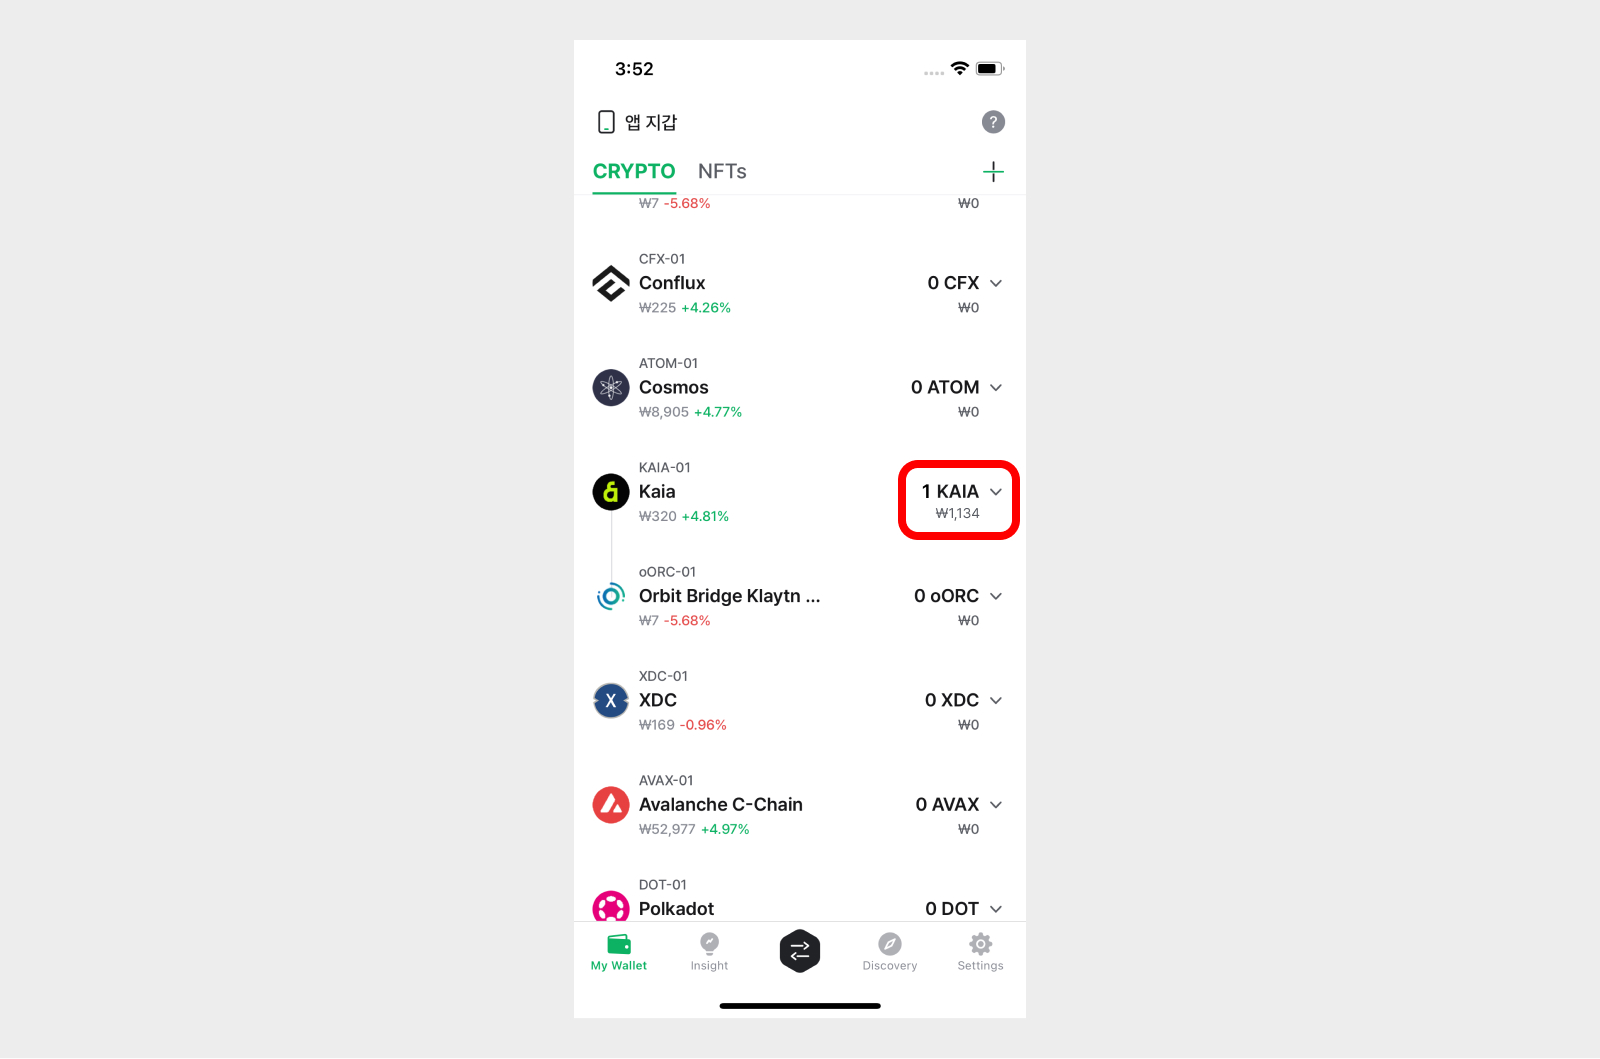 3:52
앱 지갑
?
CRYPTO NFTs
₩7 -5.68% ₩0
CFX-01
Conflux 0 CFX
₩225 +4.26% ₩0
ATOM-01
Cosmos 0 ATOM
₩8,905 +4.77% ₩0
KAIA-01
Kaia 1 KAIA
₩320 +4.81% ₩1,134
oORC-01
Orbit Bridge Klaytn ... 0 oORC
₩7 -5.68% ₩0
XDC-01
X XDC 0 XDC
₩169 -0.96% ₩0
AVAX-01
Avalanche C-Chain 0 AVAX
₩52,977 +4.97% ₩0
DOT-01
Polkadot 0 DOT
My Wallet Insight Discovery Settings